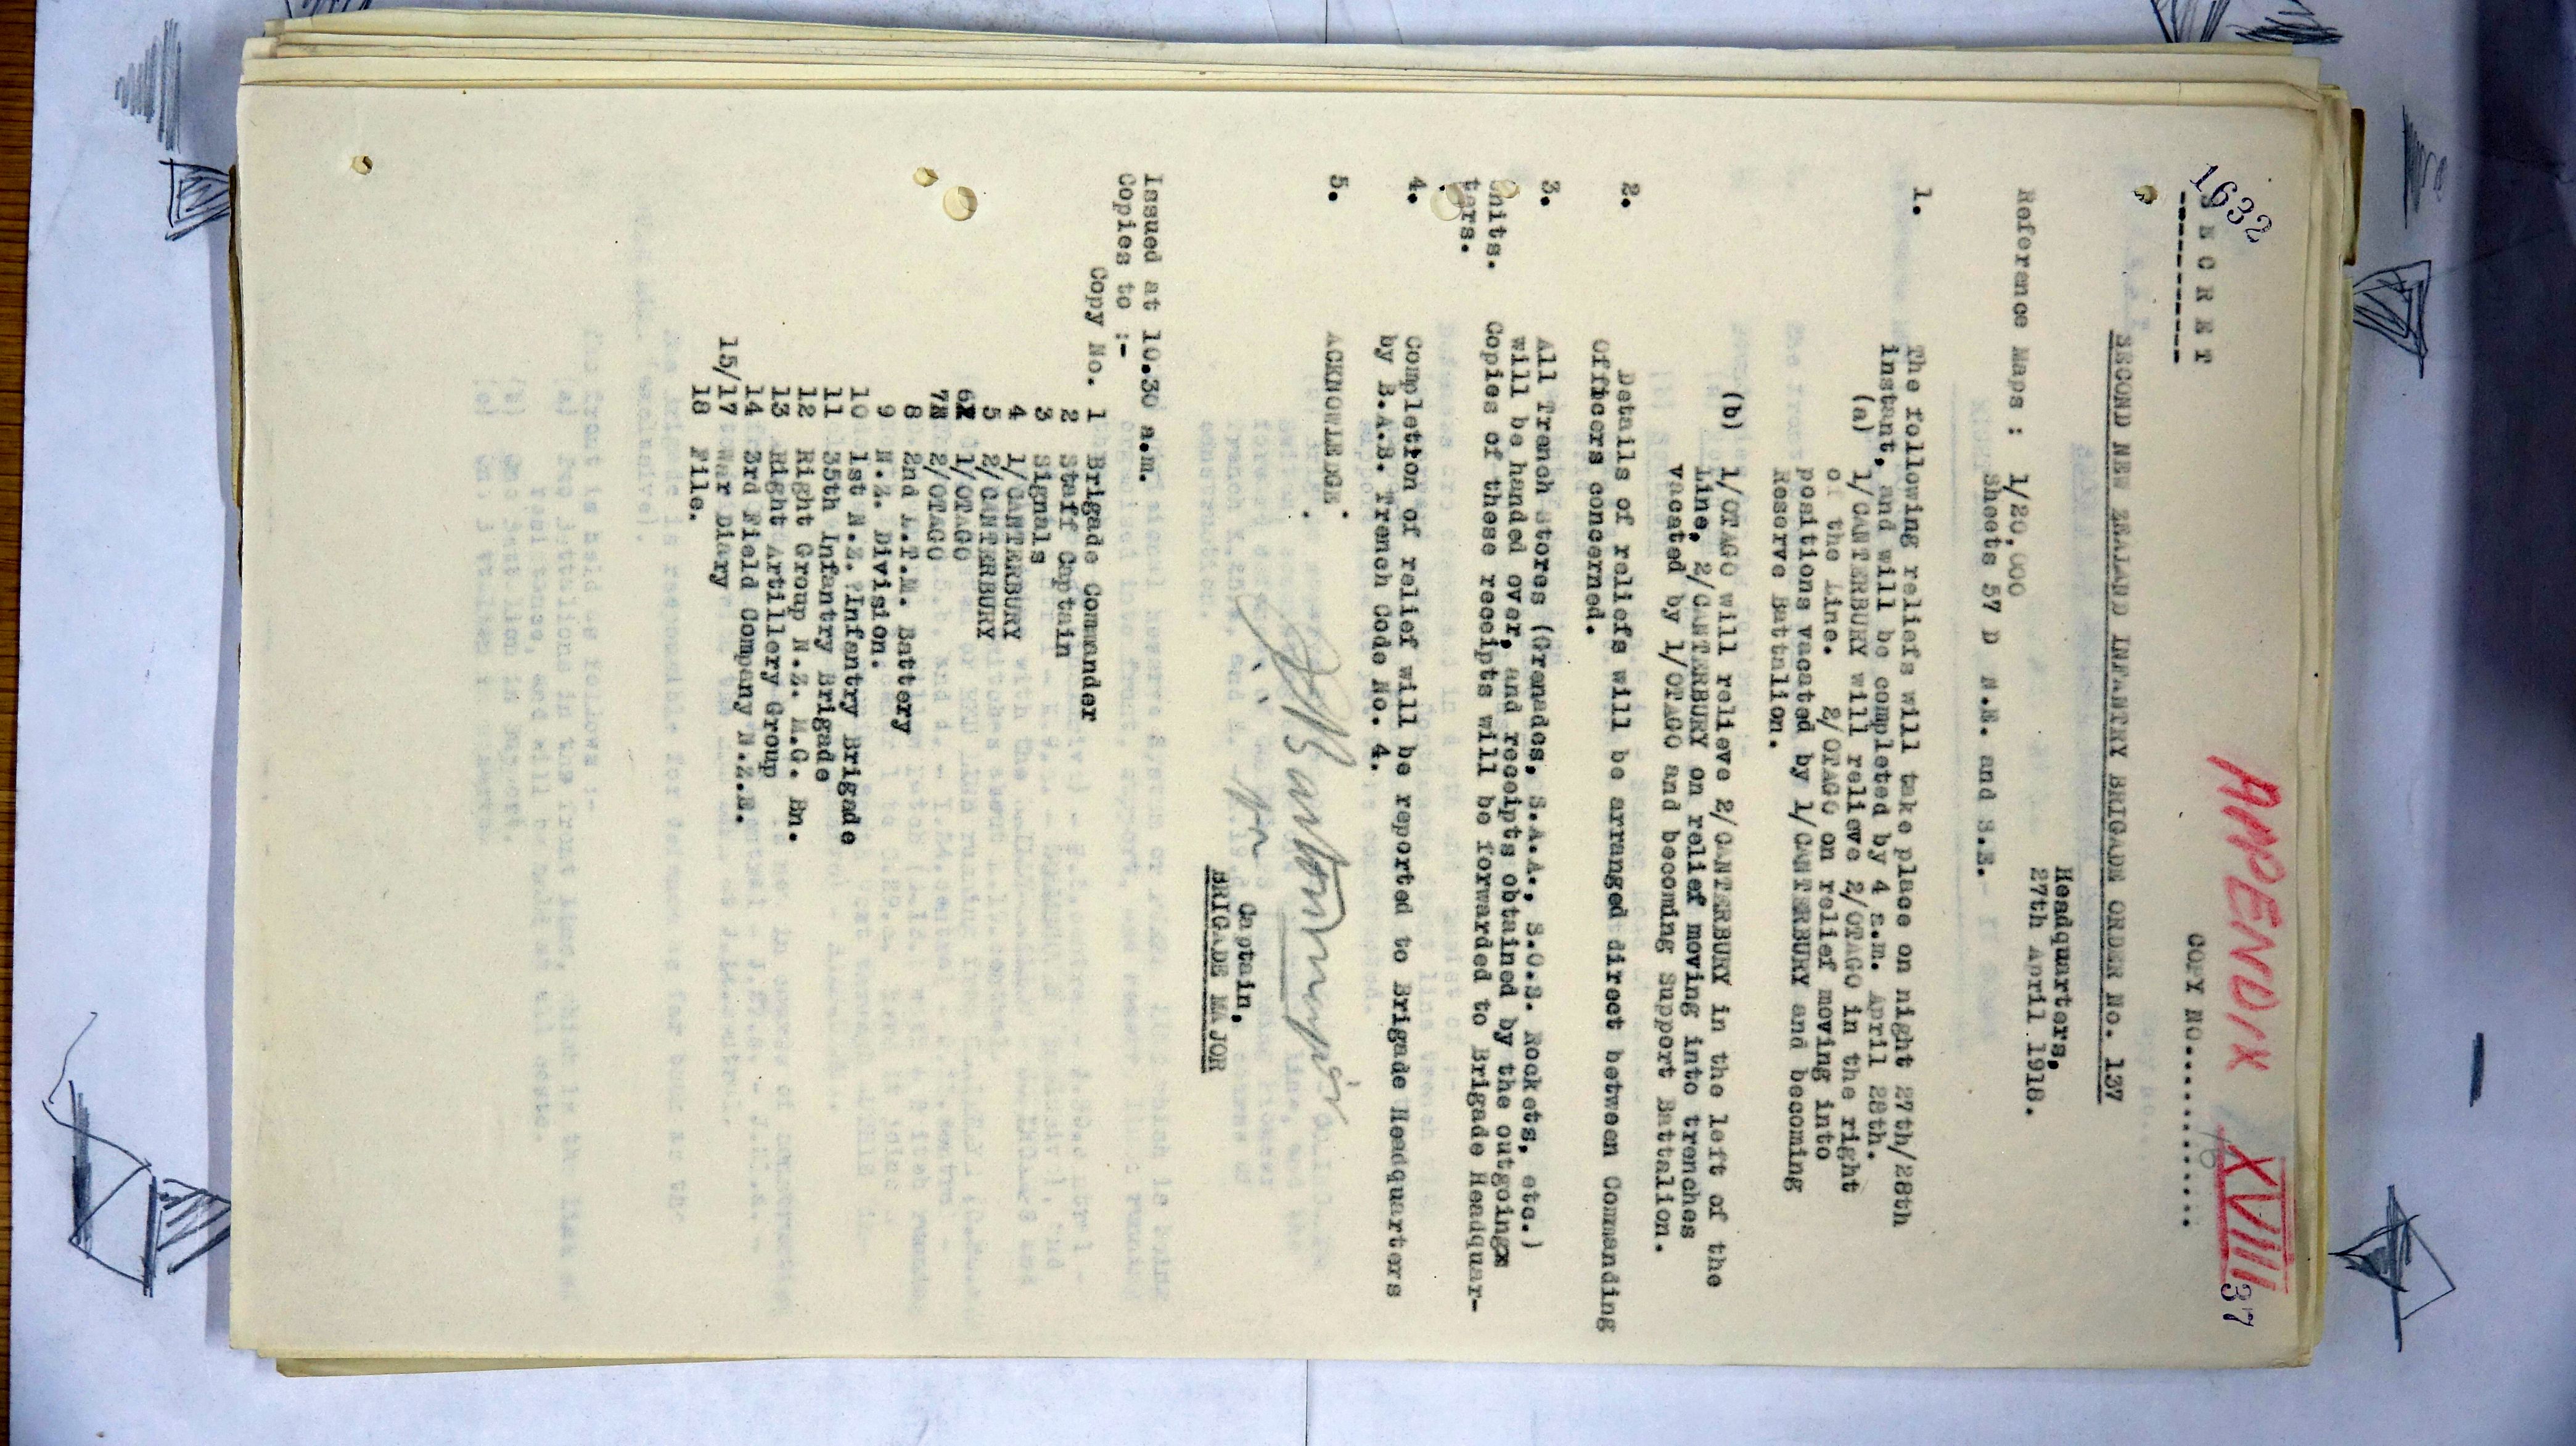 1632
APPENDIX XVIII
37
S E C R E T
COPY NO............
SECOND NEW ZEALAND INFANTRY BRIGADE ORDER No. 137
Headquarters,
27th April 1918.
Reference Maps : 1/20,000
Sheets 57 D N.E. and S.E.
1. The following reliefs will take place on night 27th/28th
instant, and will be completed by 4 a.m. April 28th.
(a) 1/CANTERBURY will relieve 2/OTAGO in the right
of the Line. 2/OTAGO on relief moving into
positions vacated by 1/CANTERBURY and becoming
Reserve Battalion.
(b) 1/OTAGO will relieve 2/CANTERBURY in the left of the
Line. 2/CANTERBURY on relief moving into trenches
vacated by 1/OTAGO and becoming Support Battalion.
2. Details of reliefs will be arranged direct between Commanding
Officers concerned.
3. All Trench stores (Grenades, S.A.A., S.O.S. Rockets, etc.)
will be handed over, and receipts obtained by the outgoing
units. Copies of these receipts will be forwarded to Brigade Headquar-
ters.
4. Completion of relief will be reported to Brigade Headquarters
by B.A.B. Trench Code No. 4.
5. ACKNOWLEDGE.
for Captain,
BRIGADE MAJOR
Issued at 10.30 a.m.
Copies to :-
Copy No. 1 Brigade Commander
2 Staff Captain
3 Signals
4 1/CANTERBURY
5 2/CANTERBURY
6 1/OTAGO
7 2/OTAGO
8 2nd L.T.M. Battery
9 N.Z. Division.
10 1st N.Z. Infantry Brigade
11 35th Infantry Brigade
12 Right Group N.Z. M.G. Bn.
13 Right Artillery Group
14 3rd Field Company N.Z.E.
15/17 War Diary
18 File.